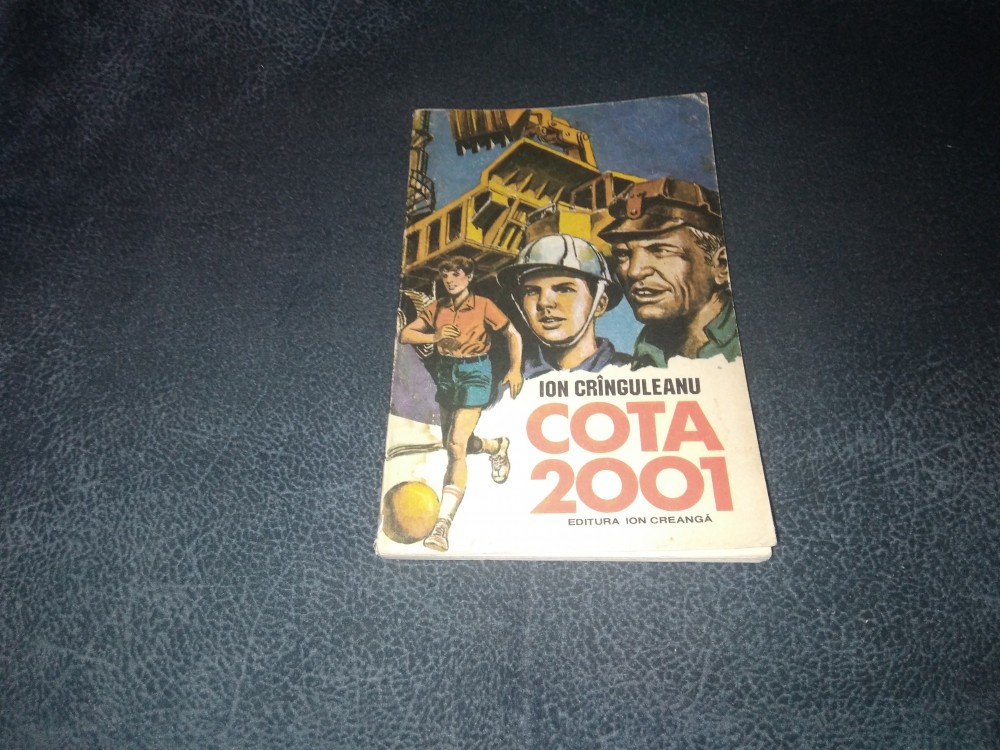 ION CRÎNGULEANU
COTA
2001
EDITURA ION CREANGĂ